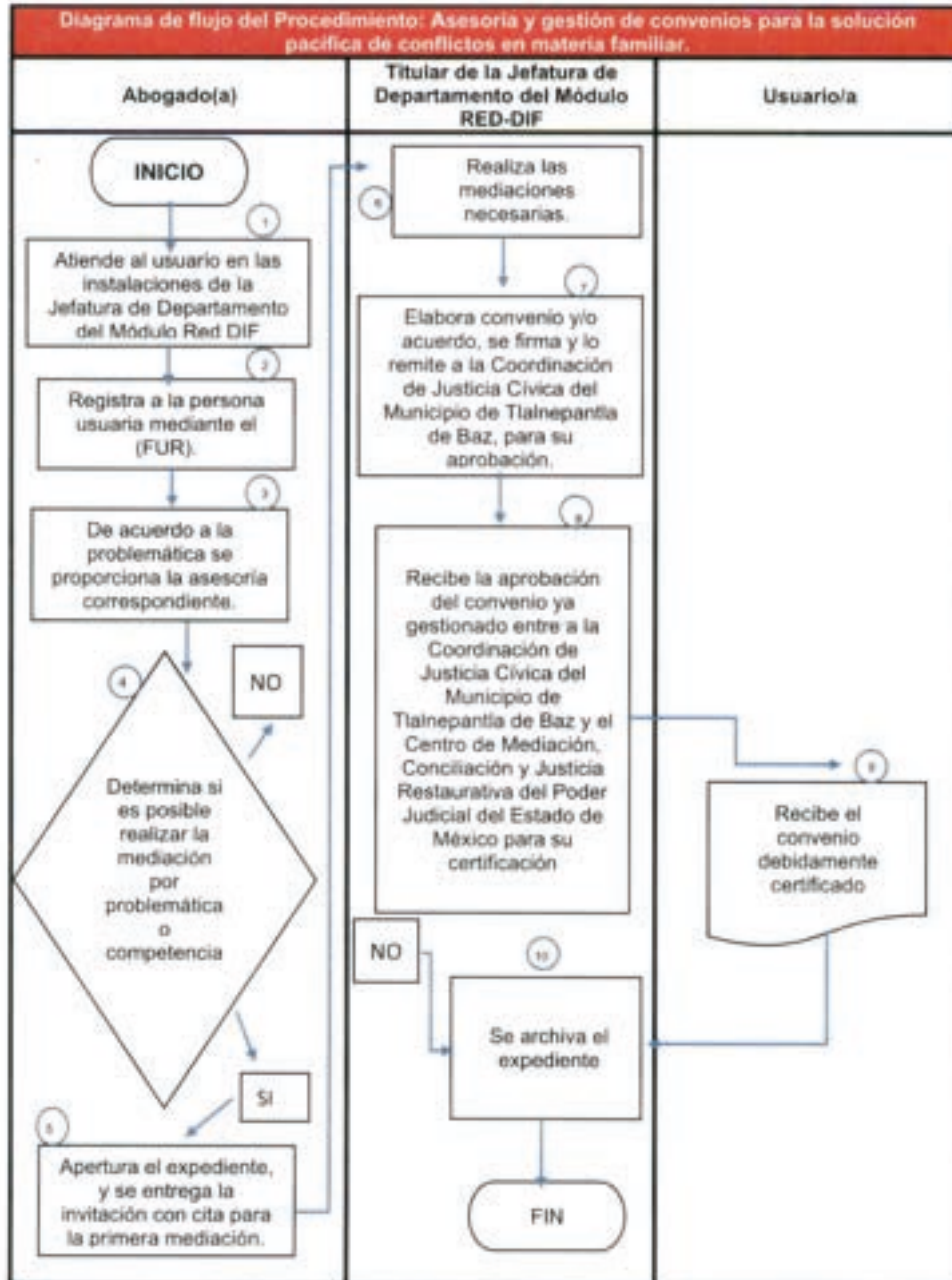 Diagrama de flujo del Procedimiento: Asesoría y gestión de convenios para la solución
pacífica de conflictos en materia familiar.
Abogado(a)
Titular de la Jefatura de
Departamento del Módulo
RED-DIF
Usuario/a
INICIO
1
Atiende al usuario en las
instalaciones de la
Jefatura de Departamento
del Módulo Red DIF
2
Registra a la persona
usuaria mediante el
(FUR).
3
De acuerdo a la
problemática se
proporciona la asesoría
correspondiente.
4
NO
Determina si
es posible
realizar la
mediación
por
problemática
o
competencia
SI
5
Apertura el expediente,
y se entrega la
invitación con cita para
la primera mediación.
6
Realiza las
mediaciones
necesarias.
7
Elabora convenio y/o
acuerdo, se firma y lo
remite a la Coordinación
de Justicia Cívica del
Municipio de Tlalnepantla
de Baz, para su
aprobación.
8
Recibe la aprobación
del convenio ya
gestionado entre a la
Coordinación de
Justicia Cívica del
Municipio de
Tlalnepantla de Baz y el
Centro de Mediación,
Conciliación y Justicia
Restaurativa del Poder
Judicial del Estado de
México para su
certificación
9
Recibe el
convenio
debidamente
certificado
NO
10
Se archiva el
expediente
FIN